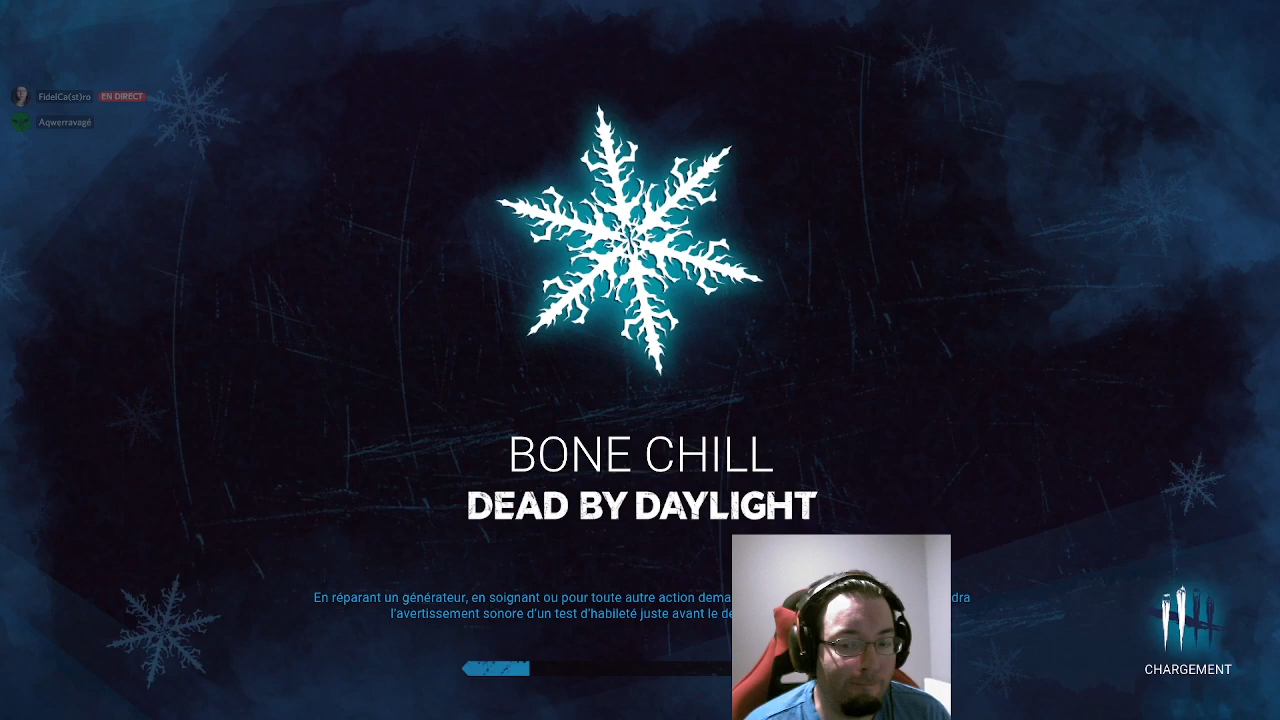 FidelCa(st)ro EN DIRECT
Aqwerravagé
BONE CHILL
DEAD BY DAYLIGHT
En réparant un générateur, en soignant ou pour toute autre action dema dra
l'avertissement sonore d'un test d'habileté juste avant le dé
CHARGEMENT